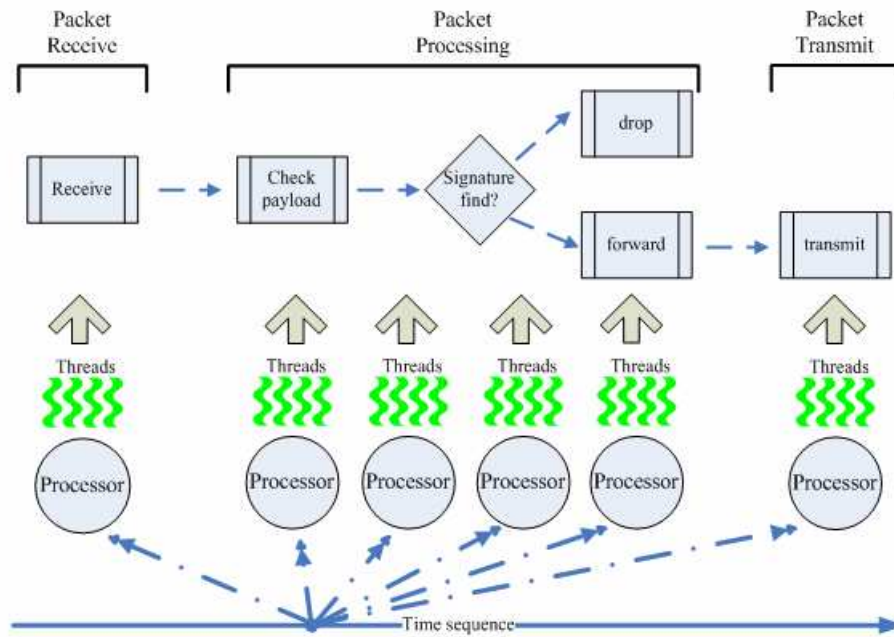 Packet
Receive
Packet
Processing
Packet
Transmit
drop
Receive
Check
payload
Signature
find?
forward
transmit
Threads
Threads
Threads
Threads
Threads
Threads
Processor
Processor
Processor
Processor
Processor
Processor
Time sequence